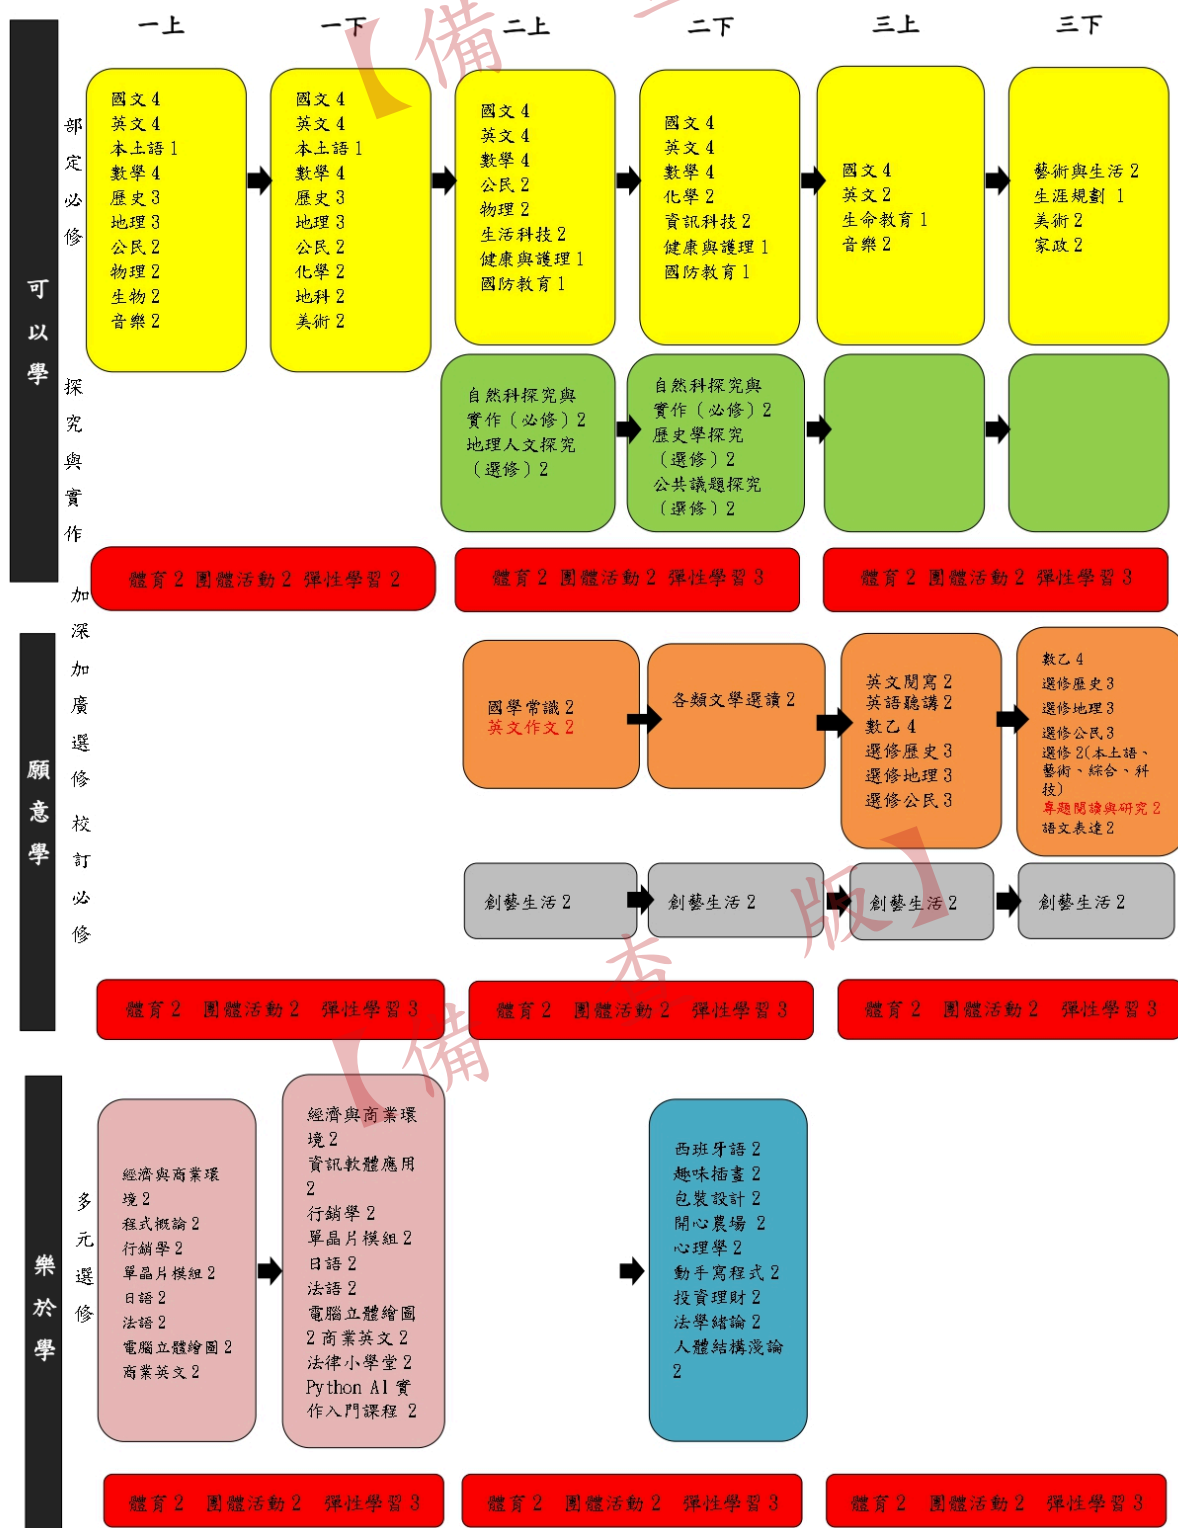 一上 一下 二上 二下 三上 三下
可以學
部定必修
國文 4
英文 4
本土語 1
數學 4
歷史 3
地理 3
公民 2
物理 2
生物 2
音樂 2
國文 4
英文 4
本土語 1
數學 4
歷史 3
地理 3
公民 2
化學 2
地科 2
美術 2
國文 4
英文 4
數學 4
公民 2
物理 2
生活科技 2
健康與護理 1
國防教育 1
國文 4
英文 4
數學 4
化學 2
資訊科技 2
健康與護理 1
國防教育 1
國文 4
英文 2
生命教育 1
音樂 2
藝術與生活 2
生涯規劃 1
美術 2
家政 2
探究與實作
自然科探究與
實作（必修）2
地理人文探究
（選修）2
自然科探究與
實作（必修）2
歷史學探究
（選修）2
公共議題探究
（選修）2
體育 2 團體活動 2 彈性學習 2
體育 2 團體活動 2 彈性學習 3
體育 2 團體活動 2 彈性學習 3
願意學
加深加廣選修
國學常識 2
英文作文 2
各類文學選讀 2
英文閱寫 2
英語聽講 2
數乙 4
選修歷史 3
選修地理 3
選修公民 3
數乙 4
選修歷史 3
選修地理 3
選修公民 3
選修 2(本土語、
藝術、綜合、科
技)
專題閱讀與研究 2
語文表達 2
校訂必修
創藝生活 2
創藝生活 2
創藝生活 2
創藝生活 2
體育 2 團體活動 2 彈性學習 3
體育 2 團體活動 2 彈性學習 3
體育 2 團體活動 2 彈性學習 3
樂於學
多元選修
經濟與商業環
境 2
程式概論 2
行銷學 2
單晶片模組 2
日語 2
法語 2
電腦立體繪圖 2
商業英文 2
經濟與商業環
境 2
資訊軟體應用
2
行銷學 2
單晶片模組 2
日語 2
法語 2
電腦立體繪圖
2 商業英文 2
法律小學堂 2
Python AI 實
作入門課程 2
西班牙語 2
趣味插畫 2
包裝設計 2
開心農場 2
心理學 2
動手寫程式 2
投資理財 2
法學緒論 2
人體結構淺論
2
體育 2 團體活動 2 彈性學習 3
體育 2 團體活動 2 彈性學習 3
體育 2 團體活動 2 彈性學習 3
【備
【備查版】